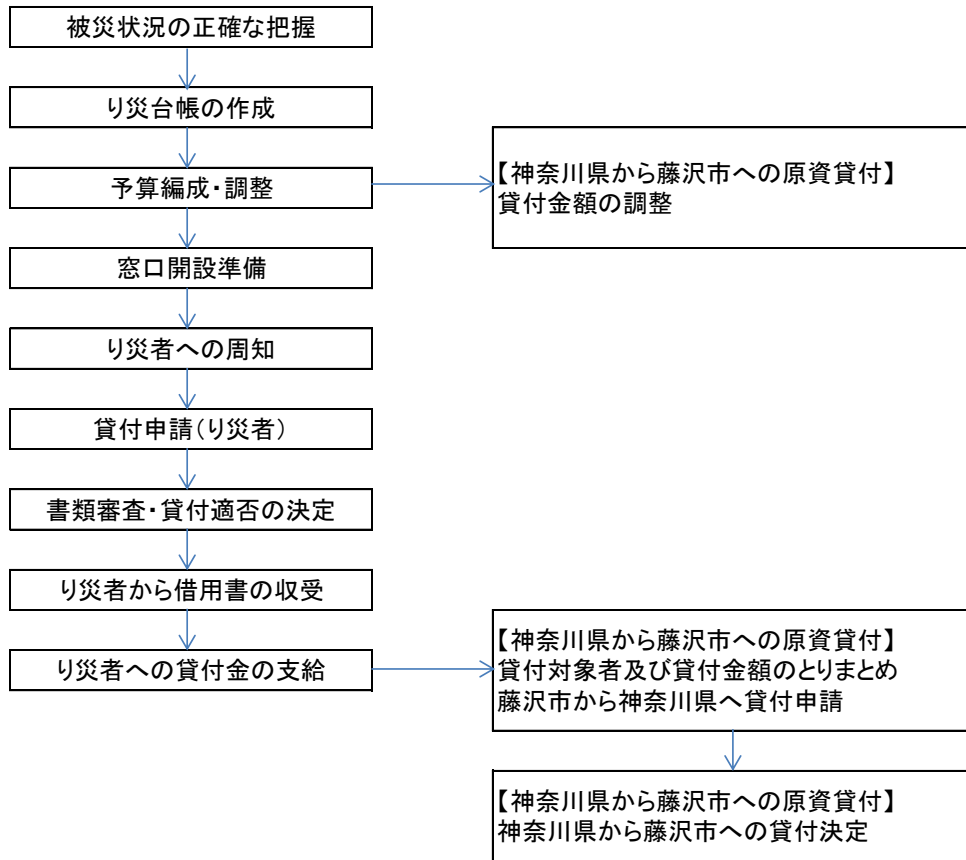 被災状況の正確な把握
り災台帳の作成
予算編成・調整
【神奈川県から藤沢市への原資貸付】
貸付金額の調整
窓口開設準備
り災者への周知
貸付申請(り災者)
書類審査・貸付適否の決定
り災者から借用書の収受
り災者への貸付金の支給
【神奈川県から藤沢市への原資貸付】
貸付対象者及び貸付金額のとりまとめ
藤沢市から神奈川県へ貸付申請
【神奈川県から藤沢市への原資貸付】
神奈川県から藤沢市への貸付決定